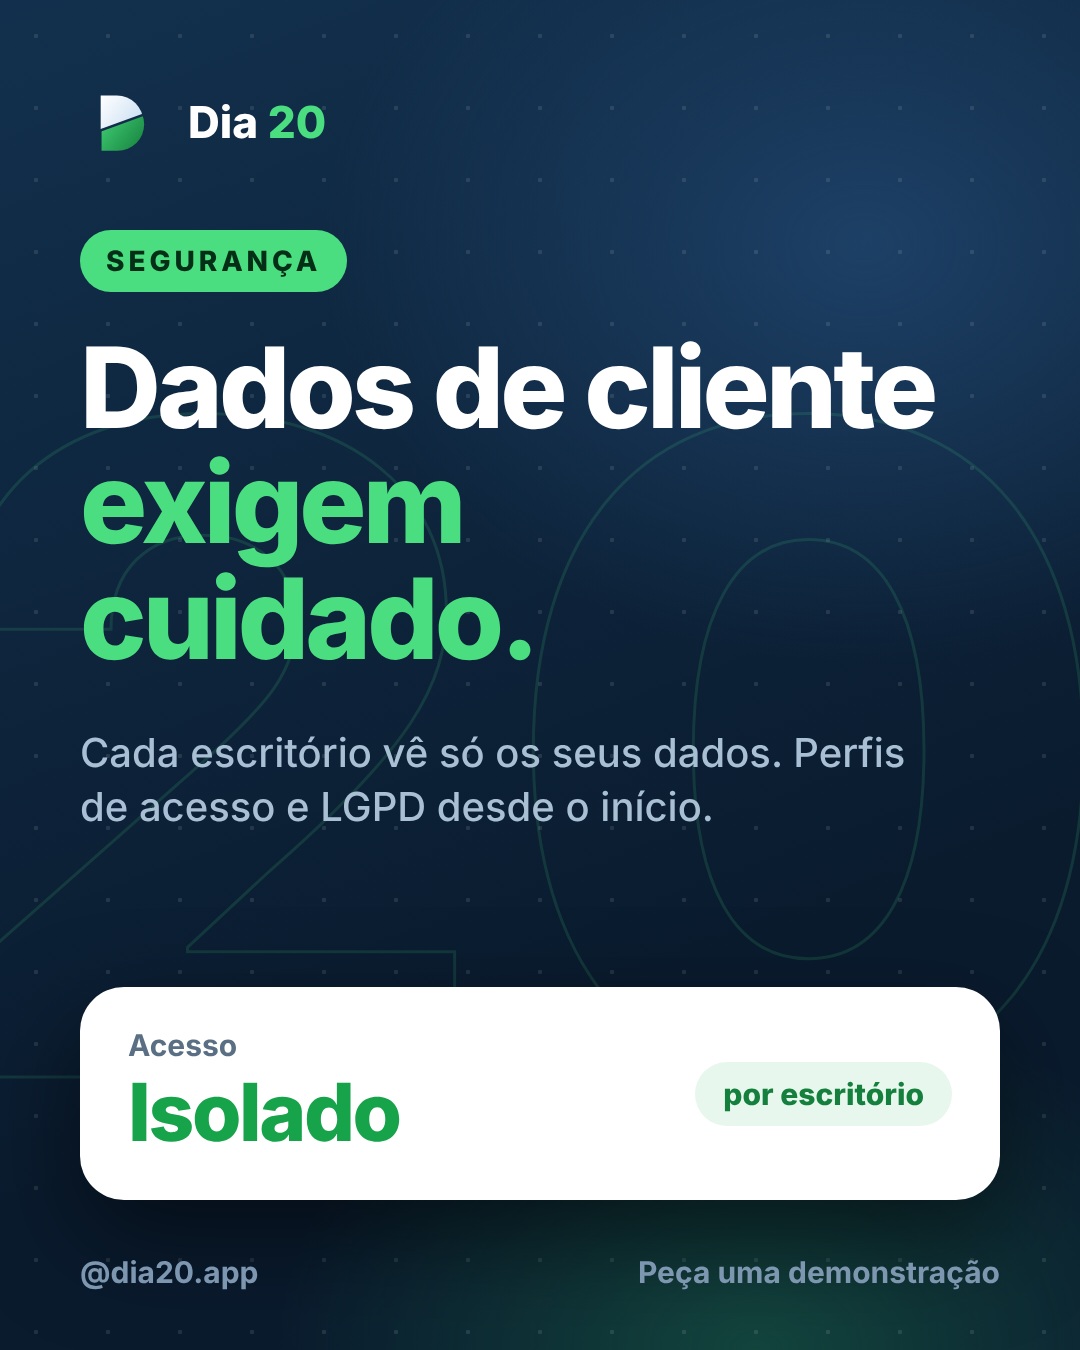 Dia 20
SEGURANÇA
Dados de cliente
exigem
cuidado.
Cada escritório vê só os seus dados. Perfis
de acesso e LGPD desde o início.
Acesso
Isolado
por escritório
@dia20.app
Peça uma demonstração
20